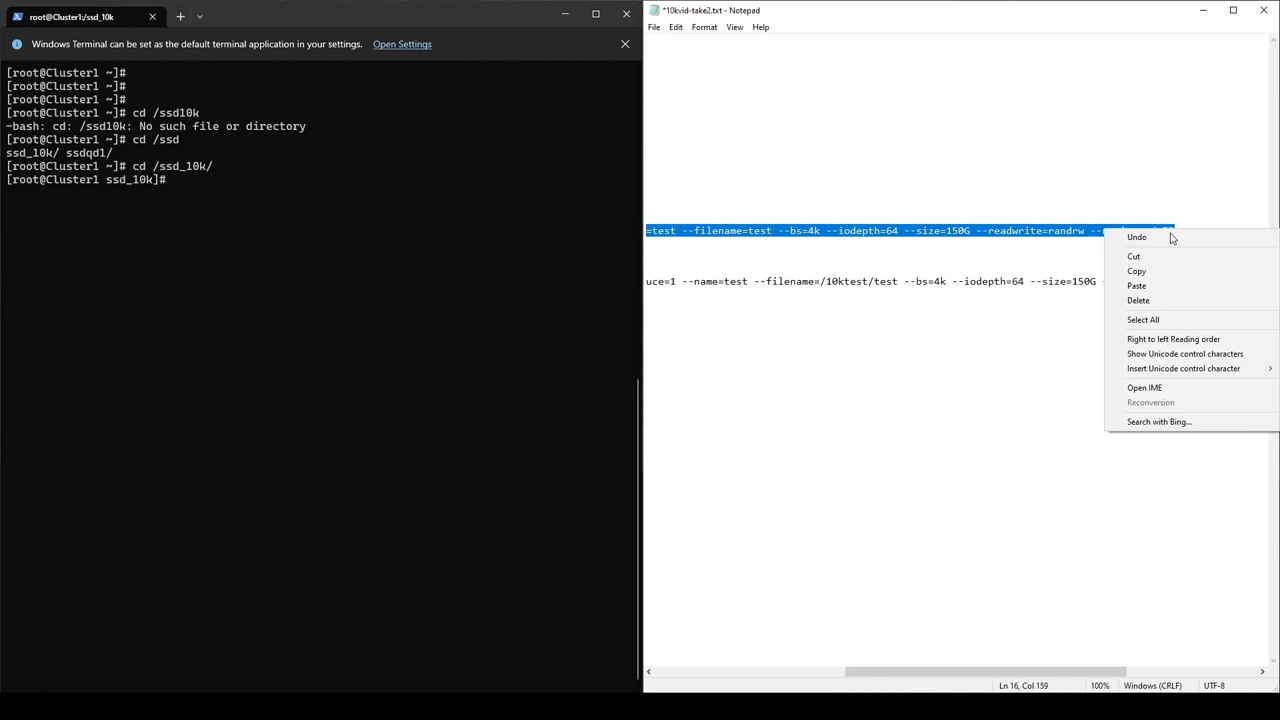 root@Cluster1:/ssd_10k
Windows Terminal can be set as the default terminal application in your settings. Open Settings
[root@Cluster1 ~]#
[root@Cluster1 ~]#
[root@Cluster1 ~]#
[root@Cluster1 ~]# cd /ssd10k
-bash: cd: /ssd10k: No such file or directory
[root@Cluster1 ~]# cd /ssd
ssd_10k/ ssdqd1/
[root@Cluster1 ~]# cd /ssd_10k/
[root@Cluster1 ssd_10k]#
*10kvid-take2.txt - Notepad
File Edit Format View Help
=test --filename=test --bs=4k --iodepth=64 --size=150G --readwrite=randrw --
uce=1 --name=test --filename=/10ktest/test --bs=4k --iodepth=64 --size=150G -
Undo
Cut
Copy
Paste
Delete
Select All
Right to left Reading order
Show Unicode control characters
Insert Unicode control character
Open IME
Reconversion
Search with Bing...
Ln 16, Col 159 100% Windows (CRLF) UTF-8